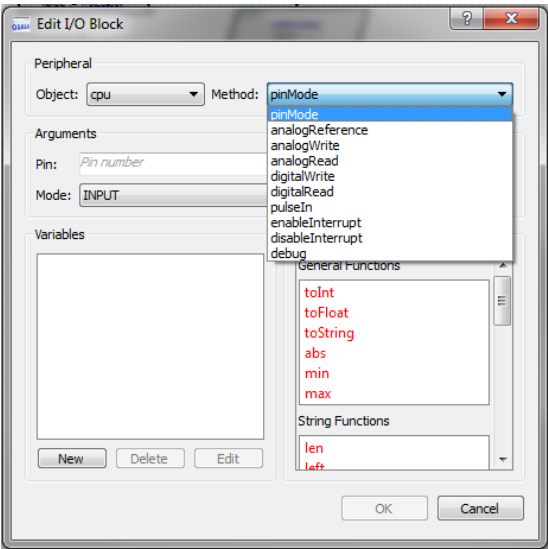 Edit I/O Block
Peripheral
Object: cpu Method: pinMode
pinMode
analogReference
analogWrite
analogRead
digitalWrite
digitalRead
pulseIn
enableInterrupt
disableInterrupt
debug
Arguments
Pin: Pin number
Mode: INPUT
Variables
New Delete Edit
General Functions
toInt
toFloat
toString
abs
min
max
String Functions
len
left
OK Cancel